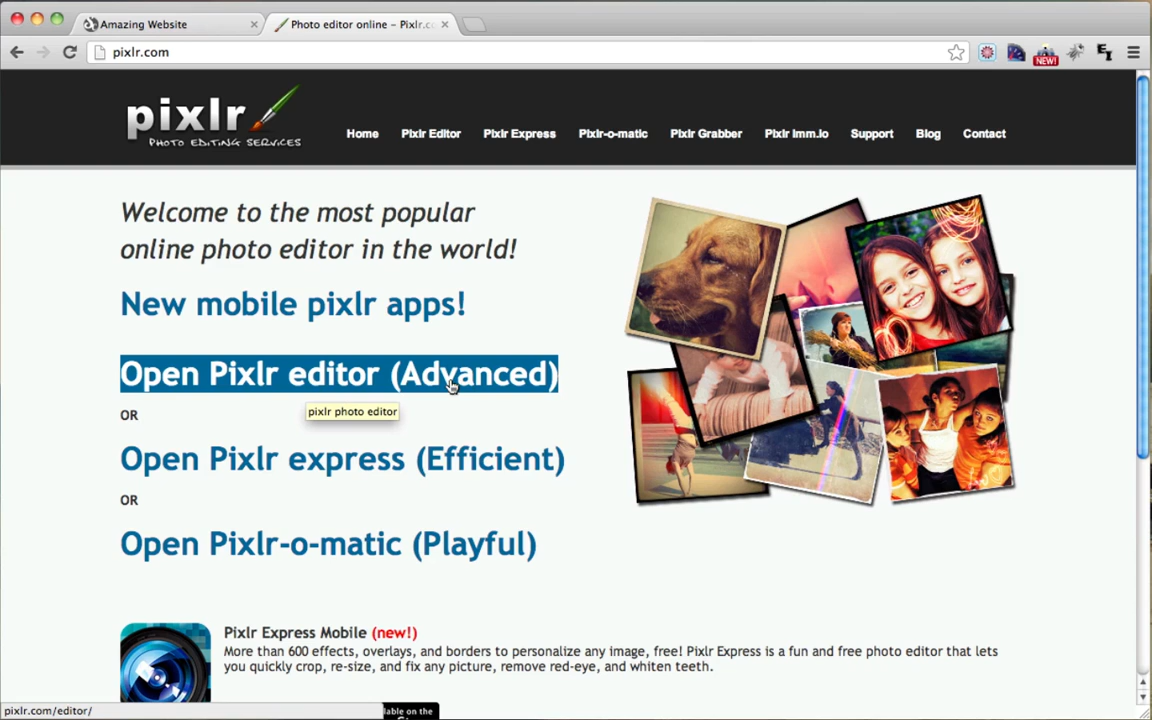 Amazing Website
Photo editor online – Pixlr.c
pixlr.com
NEW!
pixlr
PHOTO EDITING SERVICES
Home Pixlr Editor Pixlr Express Pixlr-o-matic Pixlr Grabber Pixlr Imm.io Support Blog Contact
Welcome to the most popular
online photo editor in the world!
New mobile pixlr apps!
Open Pixlr editor (Advanced)
pixlr photo editor
OR
Open Pixlr express (Efficient)
OR
Open Pixlr-o-matic (Playful)
Pixlr Express Mobile (new!)
More than 600 effects, overlays, and borders to personalize any image, free! Pixlr Express is a fun and free photo editor that lets
you quickly crop, re-size, and fix any picture, remove red-eye, and whiten teeth.
pixlr.com/editor/
lable on the